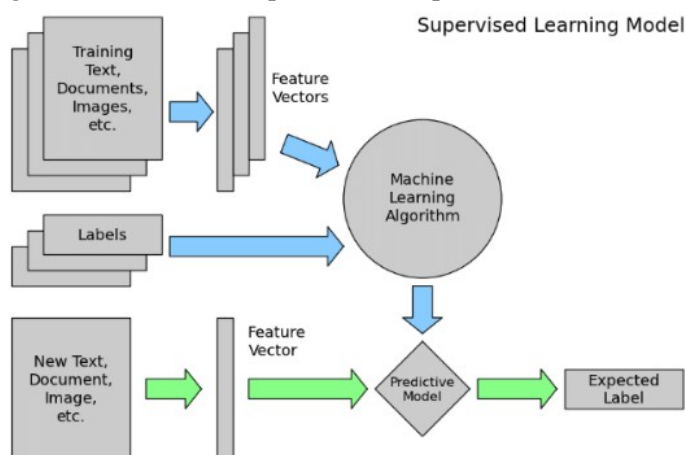 Supervised Learning Model
Training
Text,
Documents,
Images,
etc.
Feature
Vectors
Machine
Learning
Algorithm
Labels
New Text,
Document,
Image,
etc.
Feature
Vector
Predictive
Model
Expected
Label